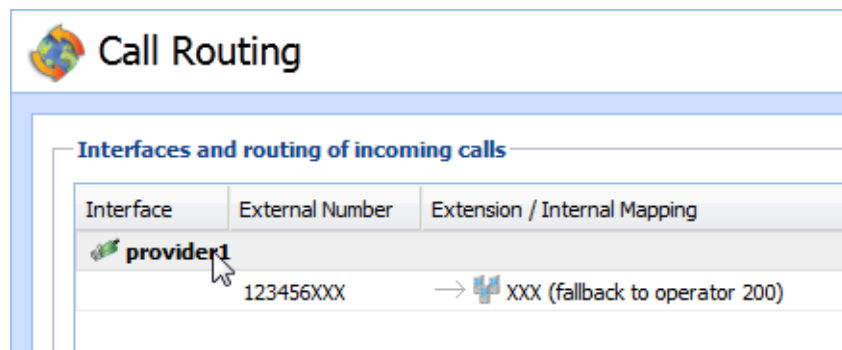 Call Routing
Interfaces and routing of incoming calls
Interface External Number Extension / Internal Mapping
provider1
123456XXX XXX (fallback to operator 200)